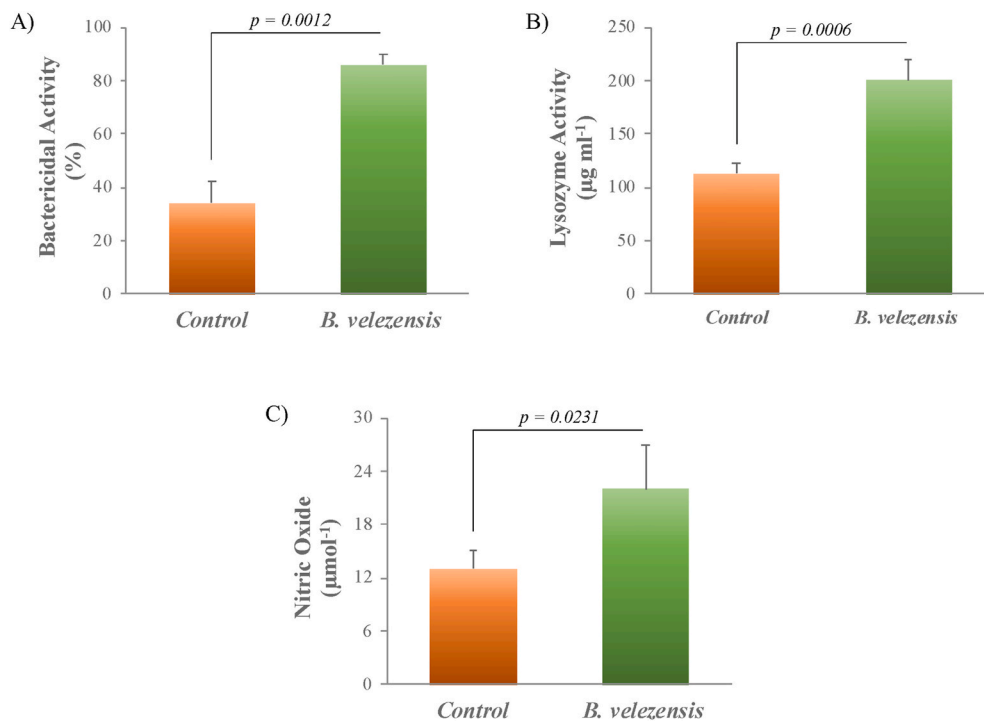 A)
p = 0.0012
Bactericidal Activity
(%)
100
80
60
40
20
0
Control
B. velezensis
B)
p = 0.0006
Lysozyme Activity
(µg ml⁻¹)
250
200
150
100
50
0
Control
B. velezensis
C)
p = 0.0231
Nitric Oxide
(µmol⁻¹)
30
24
18
12
6
0
Control
B. velezensis